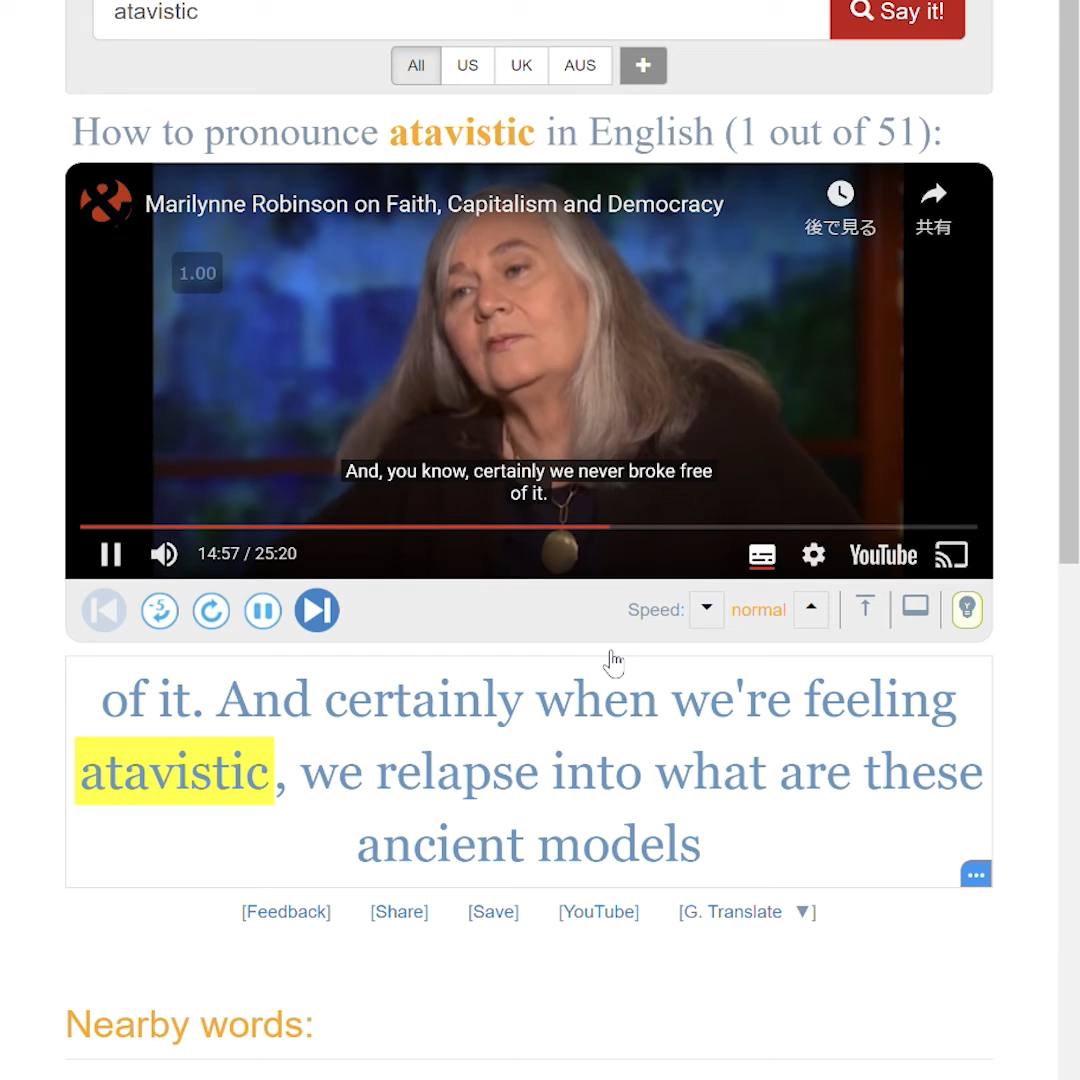 atavistic
Say it!
All US UK AUS
How to pronounce atavistic in English (1 out of 51):
Marilynne Robinson on Faith, Capitalism and Democracy
後で見る
共有
1.00
And, you know, certainly we never broke free
of it.
14:57 / 25:20
YouTube
-5
Speed: normal
of it. And certainly when we're feeling
atavistic, we relapse into what are these
ancient models
[Feedback] [Share] [Save] [YouTube] [G. Translate ▼]
Nearby words: